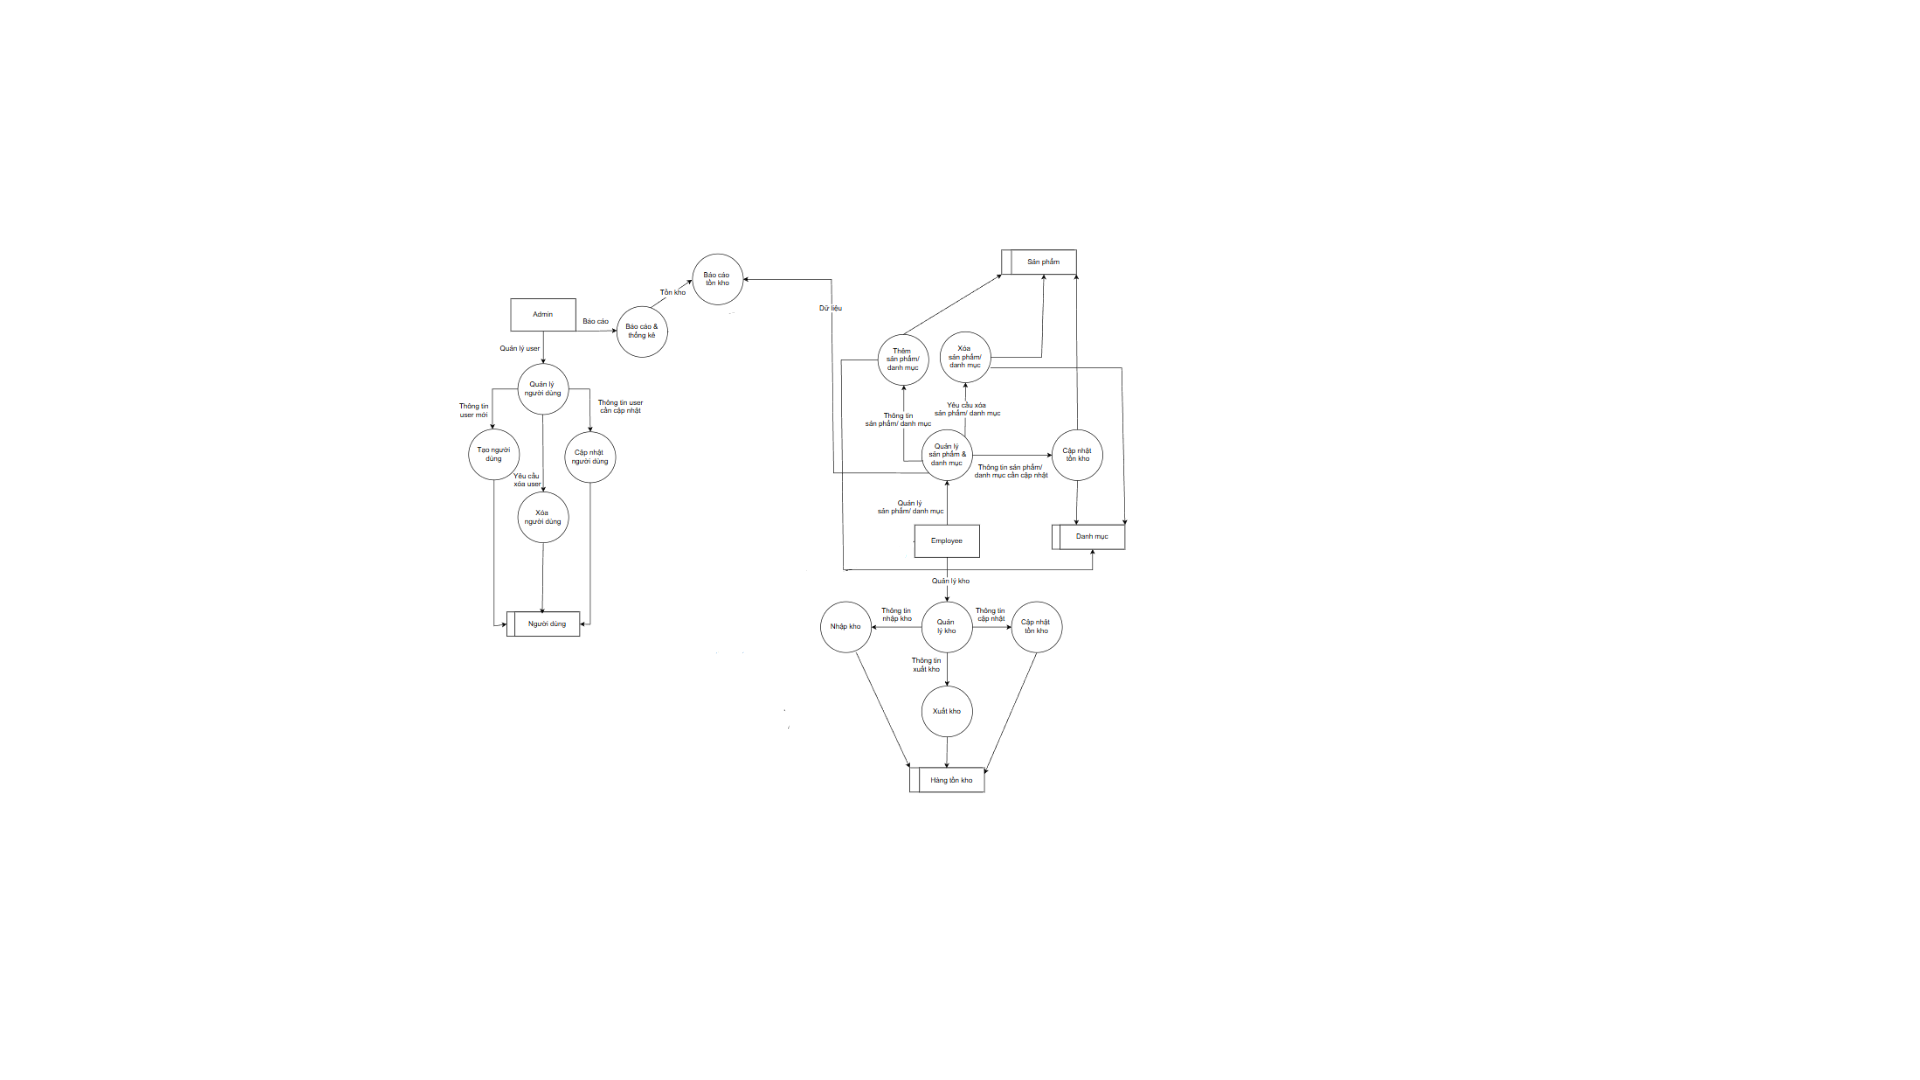 Sản phẩm
Báo cáo
tồn kho
Tồn kho
Dữ liệu
Admin
Báo cáo
Báo cáo &
thống kê
Quản lý user
Thêm
sản phẩm/
danh mục
Xóa
sản phẩm/
danh mục
Quản lý
người dùng
Thông tin
user mới
Thông tin user
cần cập nhật
Thông tin
sản phẩm/ danh mục
Yêu cầu xóa
sản phẩm/ danh mục
Tạo người
dùng
Cập nhật
người dùng
Quản lý
sản phẩm &
danh mục
Cập nhật
tồn kho
Thông tin sản phẩm/
danh mục cần cập nhật
Yêu cầu
xóa user
Xóa
người dùng
Quản lý
sản phẩm/ danh mục
Employee
Danh mục
Quản lý kho
Người dùng
Nhập kho
Thông tin
nhập kho
Quản
lý kho
Thông tin
cập nhật
Cập nhật
tồn kho
Thông tin
xuất kho
Xuất kho
Hàng tồn kho